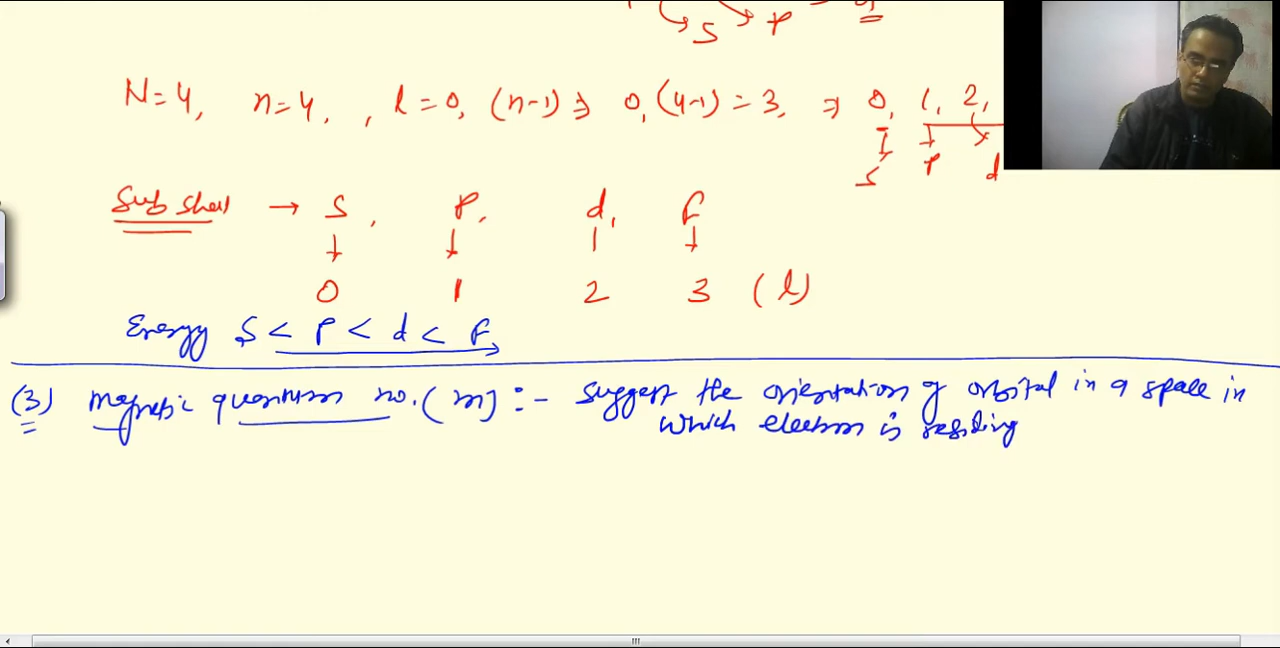 → S → P
N=4, n=4, , l=0, (n-1) ⇒ 0, (4-1) = 3, ⇒ 0, 1, 2,
S P d
Sub shell → S, P, d, f
0 1 2 3 (l)
Energy S < P < d < f
(3) Magnetic quantum no. (m) :- Suggest the orientation of orbital in a space in
which electron is residing